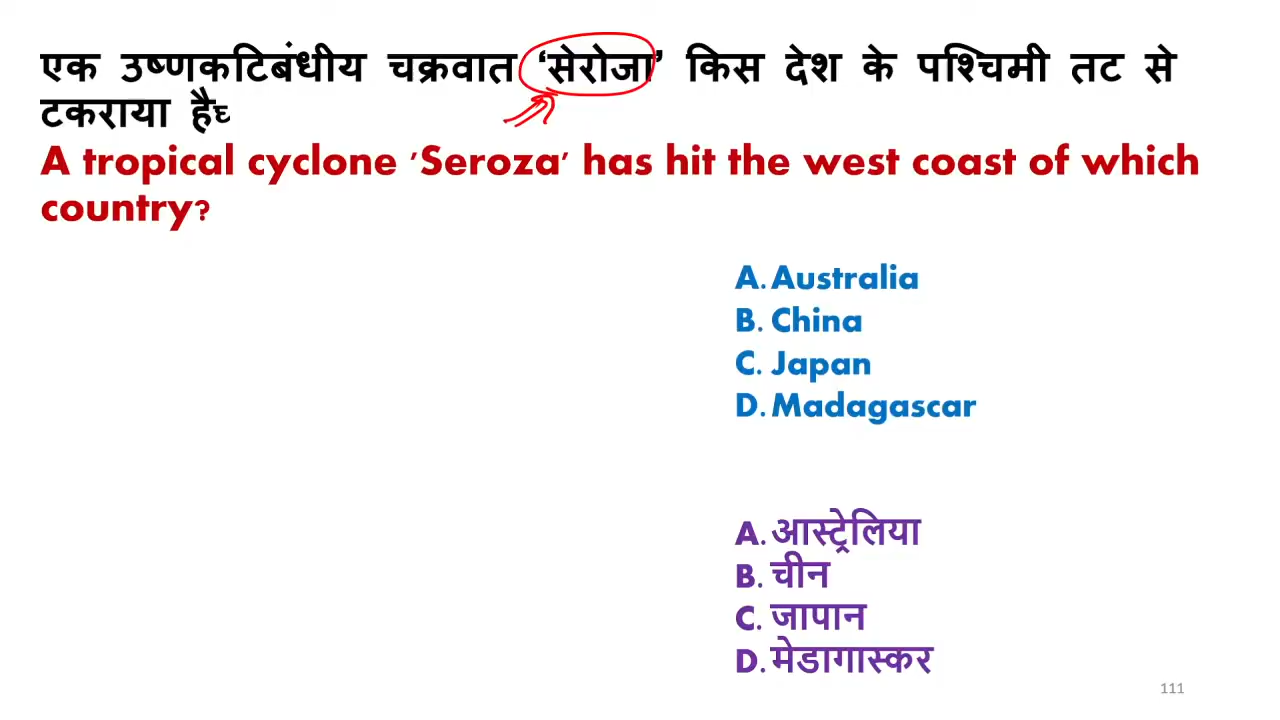 एक उष्णकटिबंधीय चक्रवात ‘सेरोजा’ किस देश के पश्चिमी तट से
टकराया हैघ्
A tropical cyclone 'Seroza' has hit the west coast of which
country?
A. Australia
B. China
C. Japan
D. Madagascar
A. आस्ट्रेलिया
B. चीन
C. जापान
D. मेडागास्कर
111